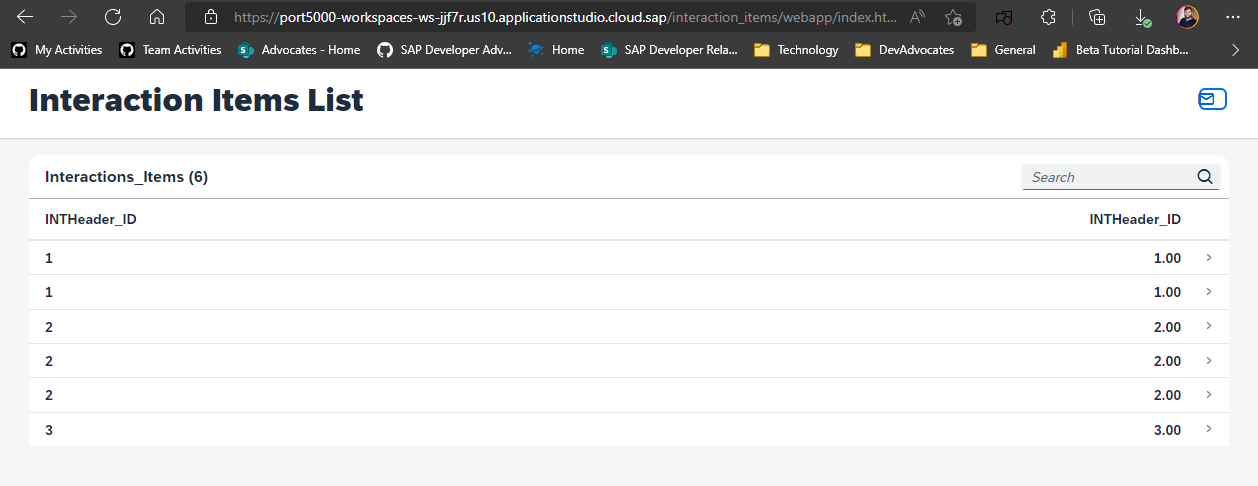 https://port5000-workspaces-ws-jjf7r.us10.applicationstudio.cloud.sap/interaction_items/webapp/index.ht...
My Activities Team Activities Advocates - Home SAP Developer Adv... Home SAP Developer Rela... Technology DevAdvocates General Beta Tutorial Dashb...
Interaction Items List
Interactions_Items (6) Search
INTHeader_ID INTHeader_ID
1 1.00
1 1.00
2 2.00
2 2.00
2 2.00
3 3.00